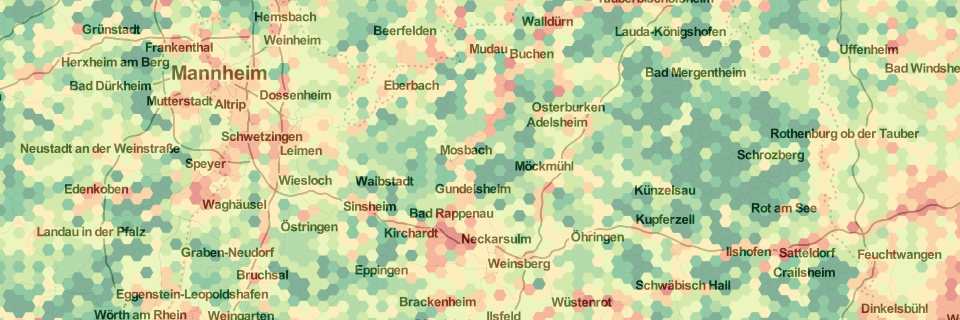 Tauberbischofsheim
Hemsbach
Walldürn
Grünstadt
Beerfelden
Lauda-Königshofen
Weinheim
Frankenthal
Mudau
Buchen
Uffenheim
Herxheim am Berg
Mannheim
Bad Mergentheim
Bad Windshe
Bad Dürkheim
Eberbach
Dossenheim
Mutterstadt
Altrip
Osterburken
Adelsheim
Schwetzingen
Rothenburg ob der Tauber
Neustadt an der Weinstraße
Leimen
Mosbach
Schrozberg
Speyer
Möckmühl
Wiesloch
Waibstadt
Gundelsheim
Edenkoben
Künzelsau
Waghäusel
Sinsheim
Bad Rappenau
Rot am See
Kupferzell
Östringen
Landau in der Pfalz
Kirchardt
Neckarsulm
Öhringen
Graben-Neudorf
Ilshofen
Satteldorf
Feuchtwangen
Weinsberg
Bruchsal
Eppingen
Crailsheim
Schwäbisch Hall
Eggenstein-Leopoldshafen
Brackenheim
Wüstenrot
Dinkelsbühl
Wörth am Rhein
Weingarten
Ilsfeld